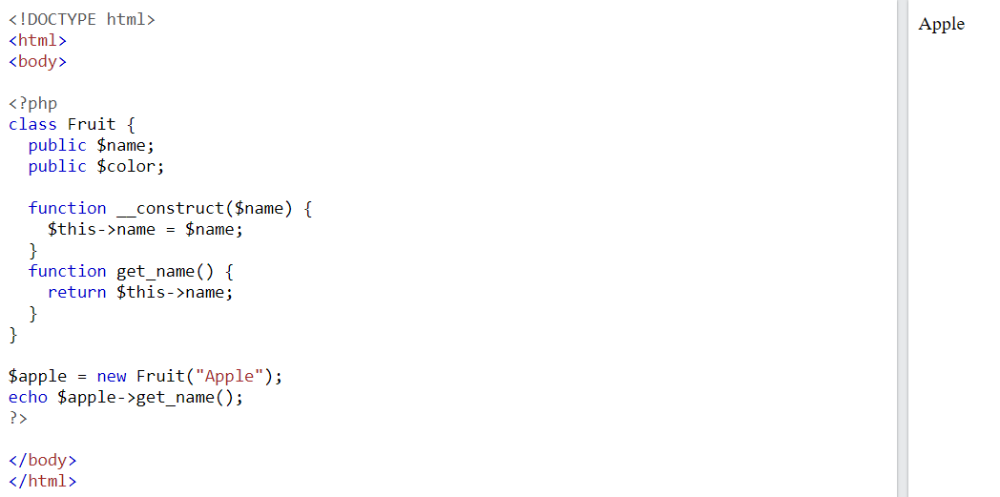 <!DOCTYPE html>
<html>
<body>

<?php
class Fruit {
  public $name;
  public $color;

  function __construct($name) {
    $this->name = $name;
  }
  function get_name() {
    return $this->name;
  }
}

$apple = new Fruit("Apple");
echo $apple->get_name();
?>

</body>
</html>
Apple